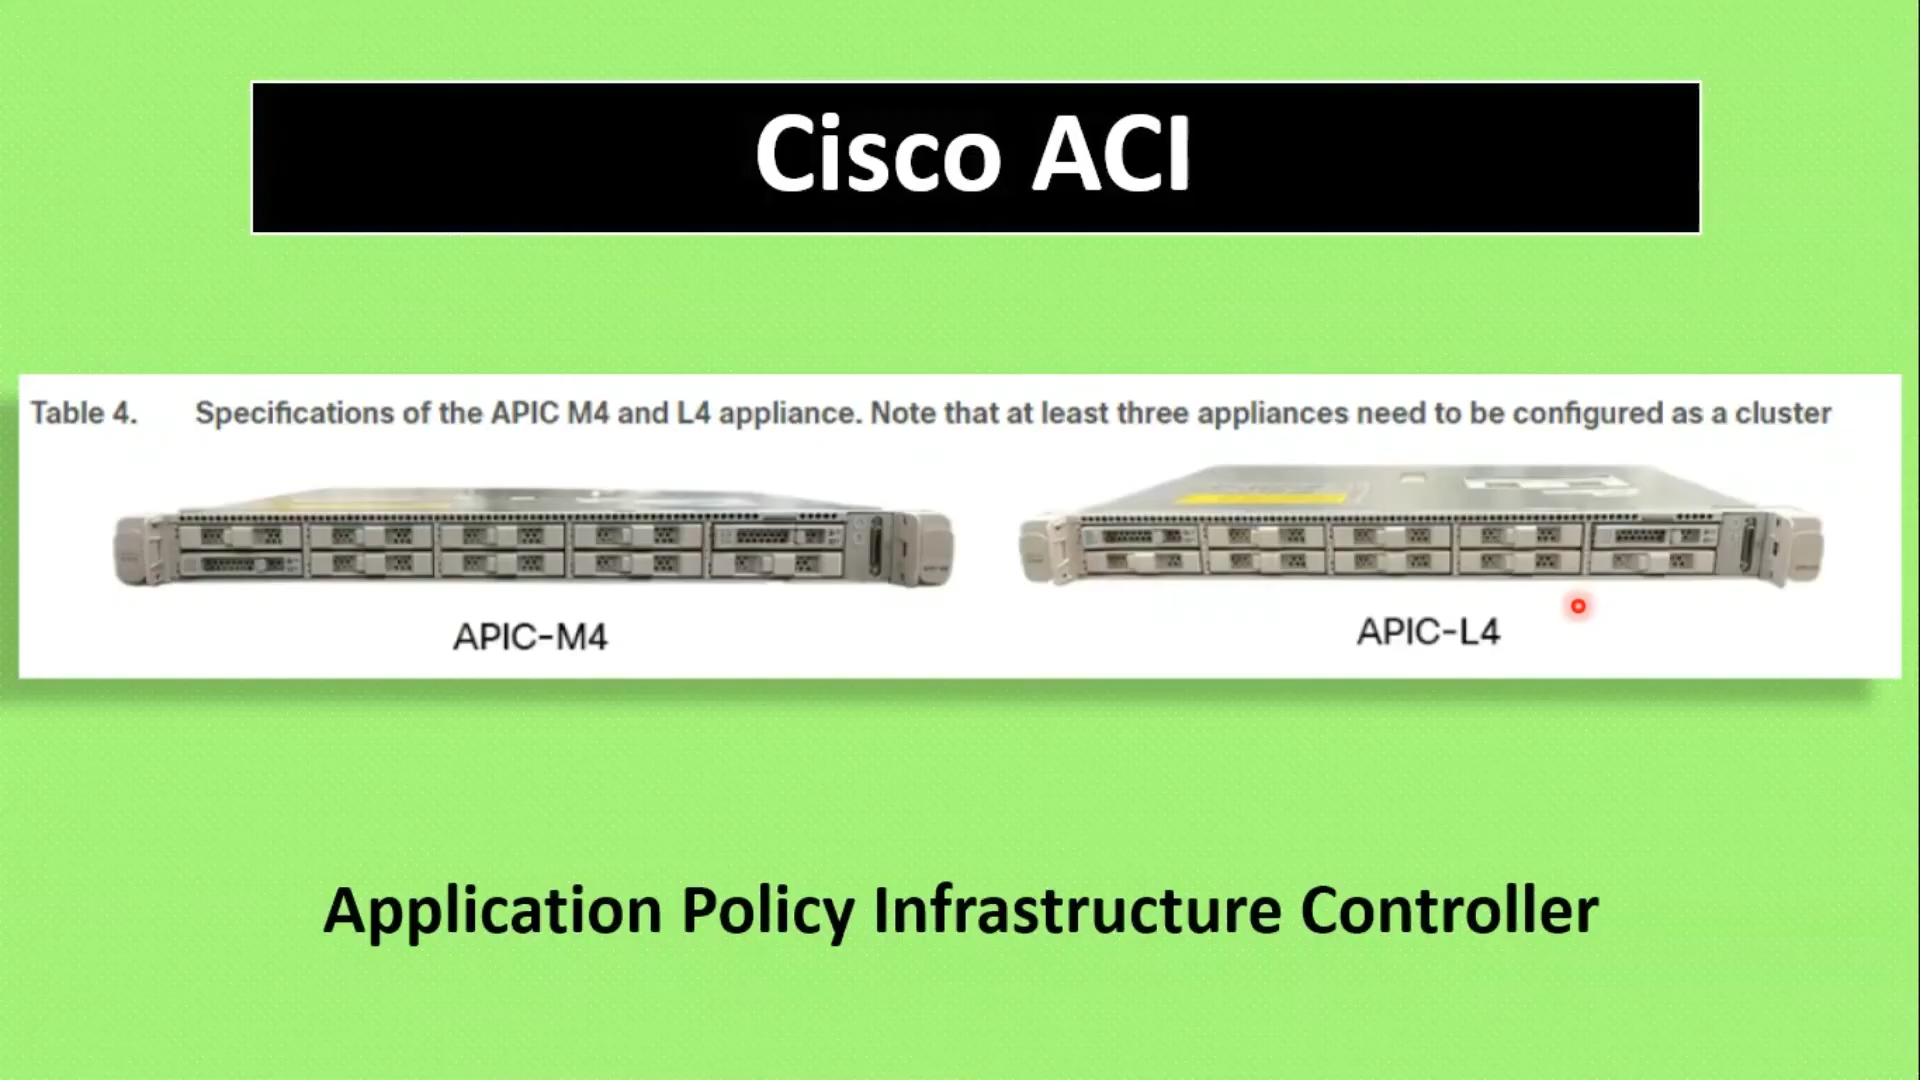 Cisco ACI
Table 4. Specifications of the APIC M4 and L4 appliance. Note that at least three appliances need to be configured as a cluster
APIC-M4
APIC-L4
Application Policy Infrastructure Controller